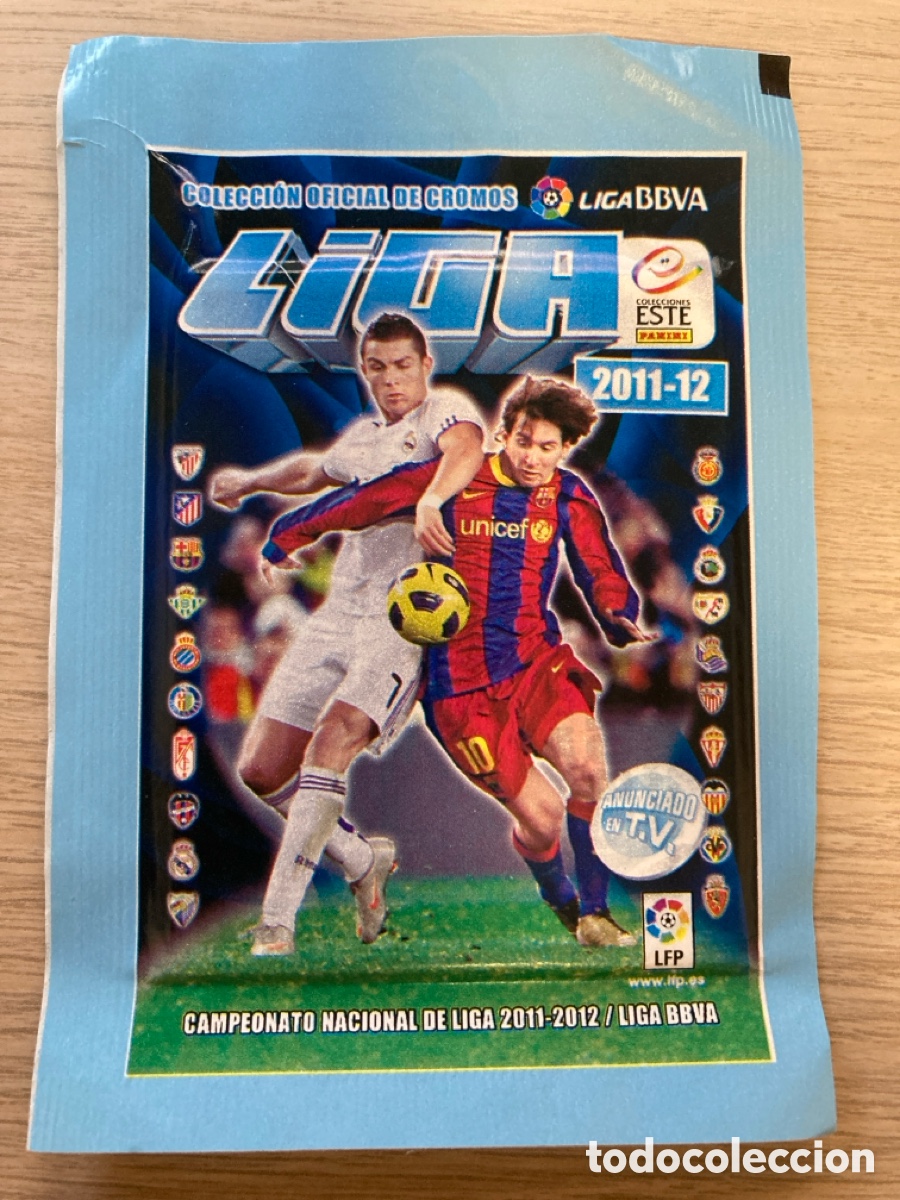 COLECCIÓN OFICIAL DE CROMOS
LIGA BBVA
LiGA
COLECCIONES
ESTE
PANINI
2011-12
unicef
7
10
ANUNCIADO
EN T.V.
LFP
www.lfp.es
CAMPEONATO NACIONAL DE LIGA 2011-2012 / LIGA BBVA
todocoleccion